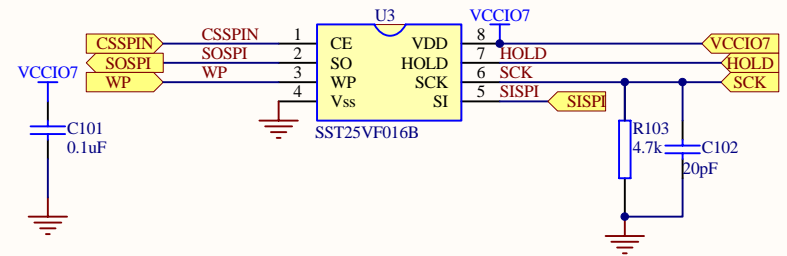 U3
VCCIO7
CSSPIN CSSPIN 1 CE VDD 8 VCCIO7
SOSPI SOSPI 2 SO HOLD 7 HOLD HOLD
VCCIO7
WP WP 3 WP SCK 6 SCK SCK
4 Vss SI 5 SISPI SISPI
SST25VF016B
C101
0.1uF
R103
4.7k
C102
20pF